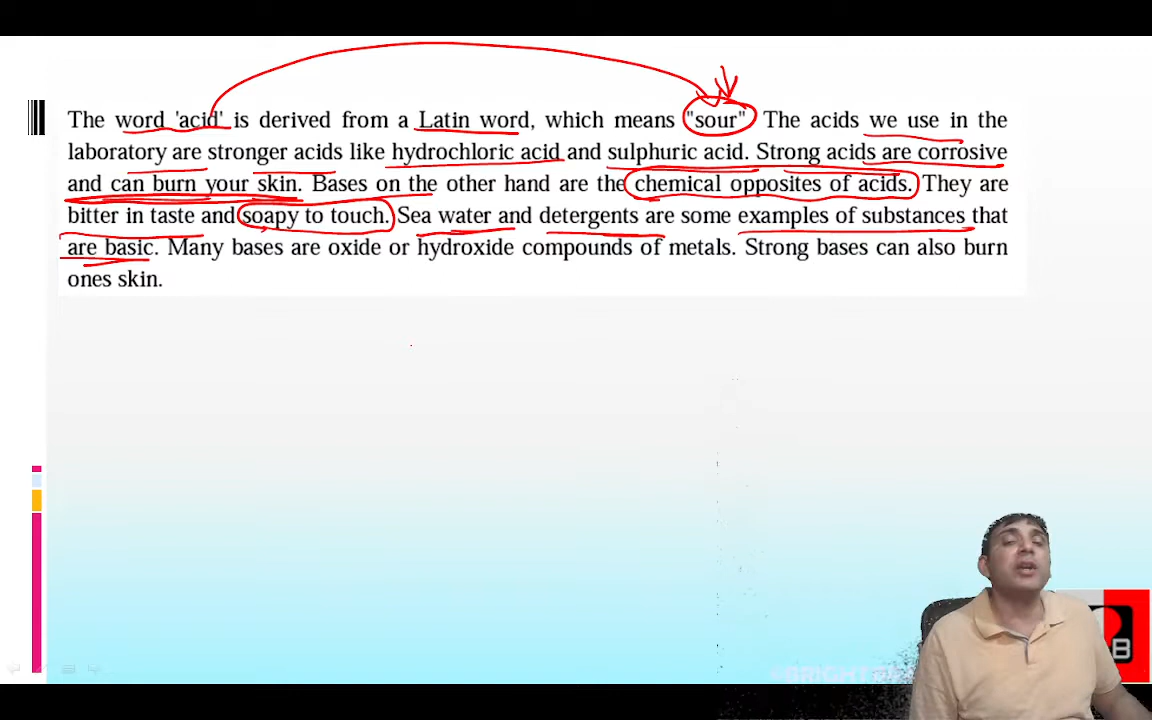 The word 'acid' is derived from a Latin word, which means "sour" The acids we use in the
laboratory are stronger acids like hydrochloric acid and sulphuric acid. Strong acids are corrosive
and can burn your skin. Bases on the other hand are the chemical opposites of acids. They are
bitter in taste and soapy to touch. Sea water and detergents are some examples of substances that
are basic. Many bases are oxide or hydroxide compounds of metals. Strong bases can also burn
ones skin.
B